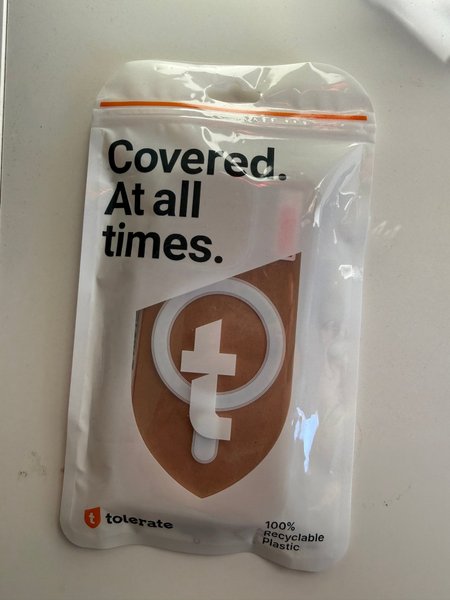 Covered.
At all
times.
t
t tolerate
100%
Recyclable
Plastic